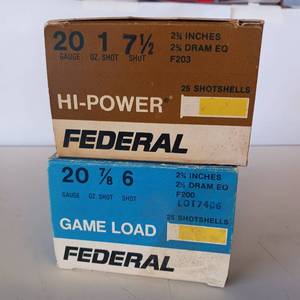 20 1 7½ 2¾ INCHES
GAUGE OZ. SHOT SHOT 2¾ DRAM EQ
F203
25 SHOTSHELLS
HI-POWER
FEDERAL
20 ⅞ 6 2¾ INCHES
GAUGE OZ. SHOT SHOT 2½ DRAM EQ
F200
LOT7406
25 SHOTSHELLS
GAME LOAD
FEDERAL